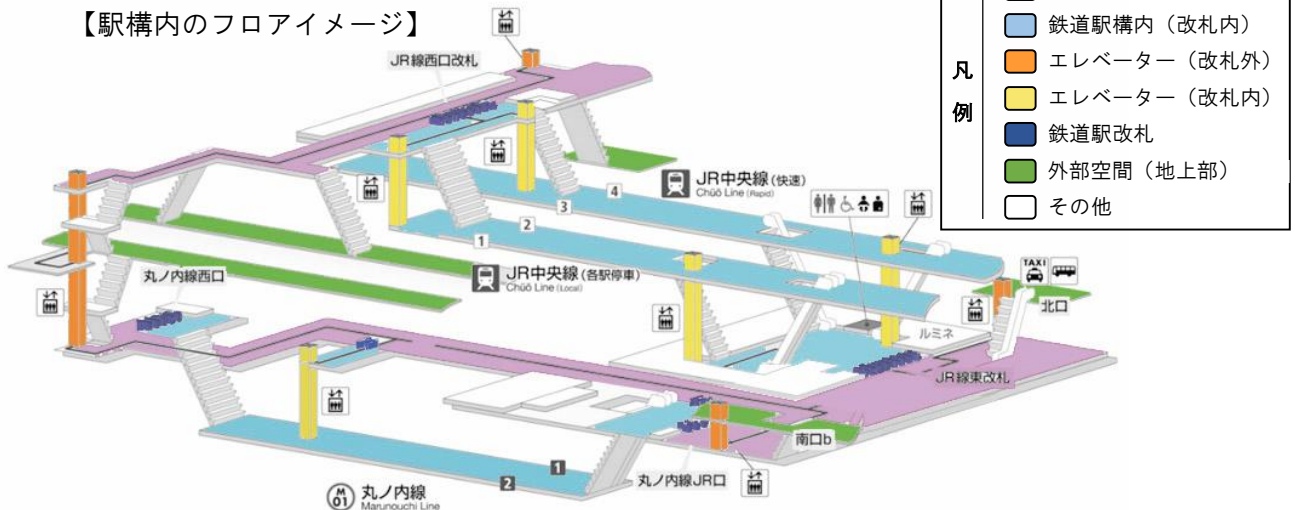 【駅構内のフロアイメージ】
凡例
鉄道駅構内（改札内）
エレベーター（改札外）
エレベーター（改札内）
鉄道駅改札
外部空間（地上部）
その他
JR線西口改札
JR中央線(快速)
Chūō Line (Rapid)
4
3
2
1
JR中央線(各駅停車)
Chūō Line (Local)
丸ノ内線西口
TAXI
北口
ルミネ
JR線東改札
南口b
丸ノ内線JR口
1
2
M
01
丸ノ内線
Marunouchi Line